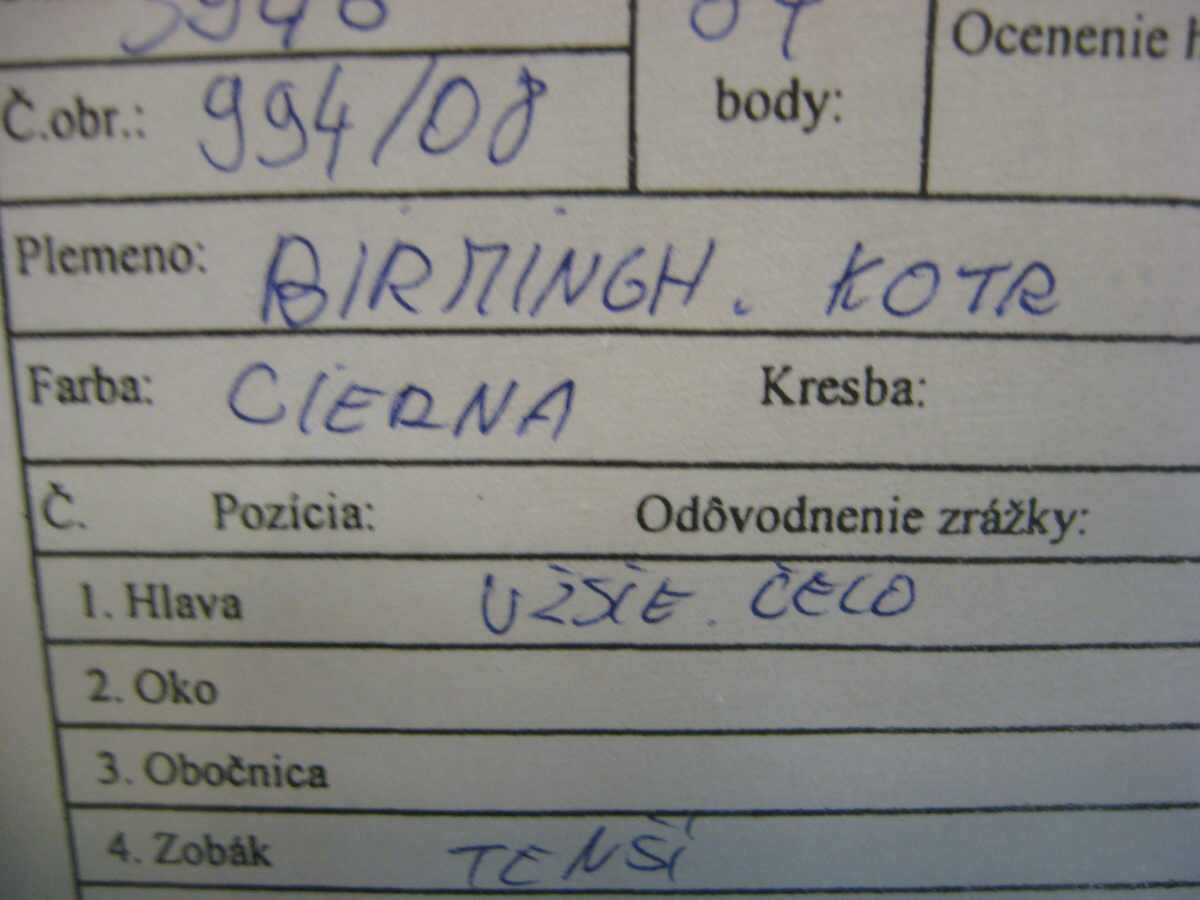 Ocenenie
Č.obr.: 994/08 body:
Plemeno: BIRMINGH. KOTR
Farba: CIERNA Kresba:
Č. Pozícia: Odôvodnenie zrážky:
1. Hlava UŽŠIE. ČELO
2. Oko
3. Obočnica
4. Zobák TENŠÍ